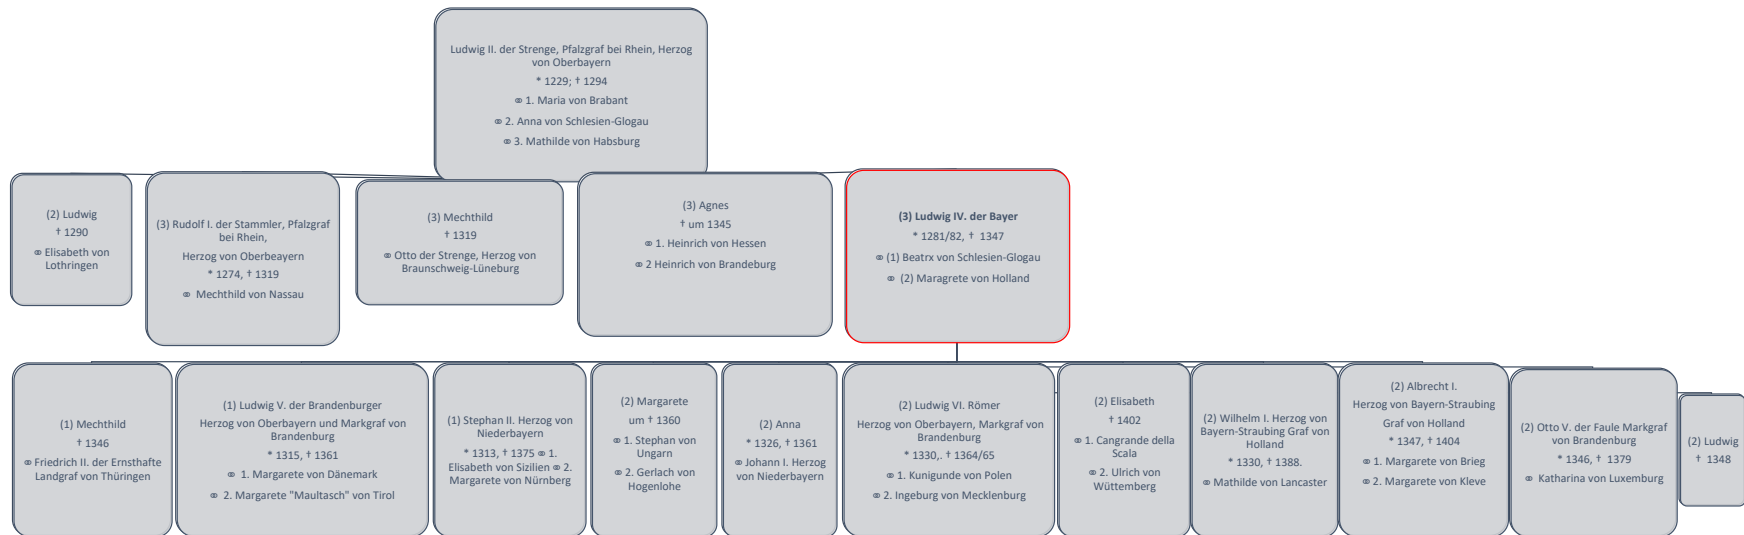 Ludwig II. der Strenge, Pfalzgraf bei Rhein, Herzog
von Oberbayern
* 1229; † 1294
⚭ 1. Maria von Brabant
⚭ 2. Anna von Schlesien-Glogau
⚭ 3. Mathilde von Habsburg
(2) Ludwig
† 1290
⚭ Elisabeth von
Lothringen
(3) Rudolf I. der Stammler, Pfalzgraf
bei Rhein,
Herzog von Oberbeayern
* 1274, † 1319
⚭ Mechthild von Nassau
(3) Mechthild
† 1319
⚭ Otto der Strenge, Herzog von
Braunschweig-Lüneburg
(3) Agnes
† um 1345
⚭ 1. Heinrich von Hessen
⚭ 2 Heinrich von Brandeburg
(3) Ludwig IV. der Bayer
* 1281/82, † 1347
⚭ (1) Beatrx von Schlesien-Glogau
⚭ (2) Maragrete von Holland
(1) Mechthild
† 1346
⚭ Friedrich II. der Ernsthafte
Landgraf von Thüringen
(1) Ludwig V. der Brandenburger
Herzog von Oberbayern und Markgraf von
Brandenburg
* 1315, † 1361
⚭ 1. Margarete von Dänemark
⚭ 2. Margarete "Maultasch" von Tirol
(1) Stephan II. Herzog von
Niederbayern
* 1313, † 1375 ⚭ 1.
Elisabeth von Sizilien ⚭ 2.
Margarete von Nürnberg
(2) Margarete
um † 1360
⚭ 1. Stephan von
Ungarn
⚭ 2. Gerlach von
Hogenlohe
(2) Anna
* 1326, † 1361
⚭ Johann I. Herzog
von Niederbayern
(2) Ludwig VI. Römer
Herzog von Oberbayern, Markgraf von
Brandenburg
* 1330,. † 1364/65
⚭ 1. Kunigunde von Polen
⚭ 2. Ingeburg von Mecklenburg
(2) Elisabeth
† 1402
⚭ 1. Cangrande della
Scala
⚭ 2. Ulrich von
Wüttemberg
(2) Wilhelm I. Herzog von
Bayern-Straubing Graf von
Holland
* 1330, † 1388.
⚭ Mathilde von Lancaster
(2) Albrecht I.
Herzog von Bayern-Straubing
Graf von Holland
* 1347, † 1404
⚭ 1. Margarete von Brieg
⚭ 2. Margarete von Kleve
(2) Otto V. der Faule Markgraf
von Brandenburg
* 1346, † 1379
⚭ Katharina von Luxemburg
(2) Ludwig
† 1348